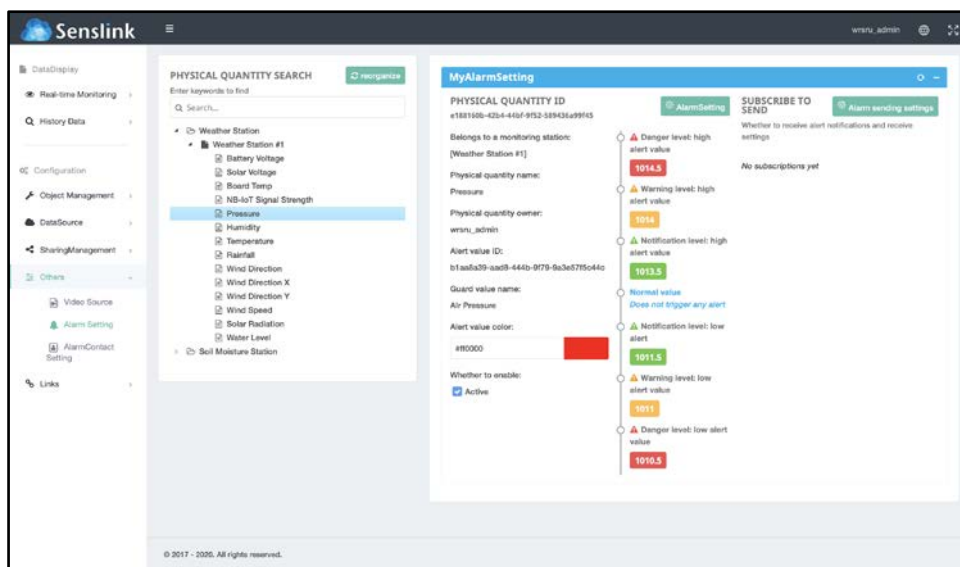 Senslink
wrsru_admin
DataDisplay
Real-time Monitoring
History Data
Configuration
Object Management
DataSource
SharingManagement
Others
Video Source
Alarm Setting
AlarmContact
Setting
Links
PHYSICAL QUANTITY SEARCH
reorganize
Enter keywords to find
Search...
Weather Station
Weather Station #1
Battery Voltage
Solar Voltage
Board Temp
NB-IoT Signal Strength
Pressure
Humidity
Temperature
Rainfall
Wind Direction
Wind Direction X
Wind Direction Y
Wind Speed
Solar Radiation
Water Level
Soil Moisture Station
MyAlarmSetting
PHYSICAL QUANTITY ID
AlarmSetting
Belongs to a monitoring station:
[Weather Station #1]
Physical quantity name:
Pressure
Physical quantity owner:
wrsru_admin
Alert value ID:
Guard value name:
Air Pressure
Alert value color:
#ff0000
Whether to enable:
Active
Danger level: high
alert value
1014.5
Warning level: high
alert value
1014
Notification level: high
alert value
1013.5
Normal value
Does not trigger any alert
Notification level: low
alert
1011.5
Warning level: low
alert value
1011
Danger level: low alert
value
1010.5
SUBSCRIBE TO
SEND
Alarm sending settings
Whether to receive alert notifications and receive
settings
No subscriptions yet
© 2017 - 2020. All rights reserved.